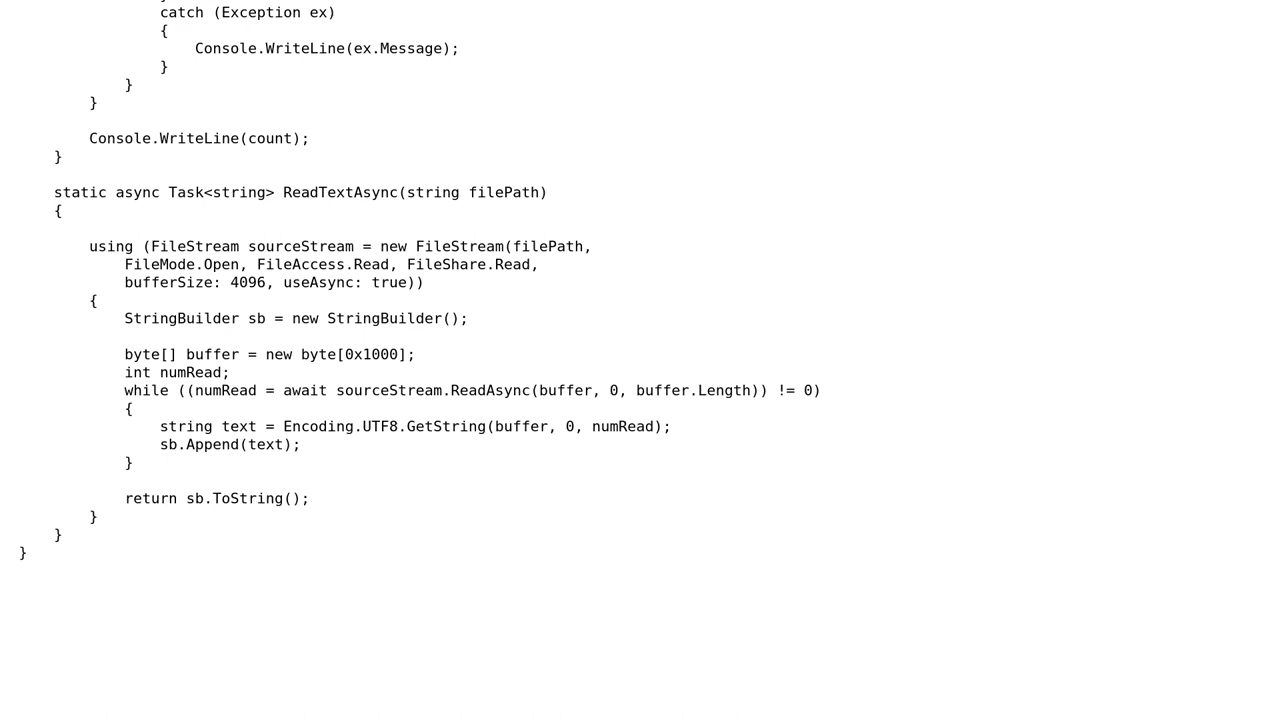 catch (Exception ex)
{
Console.WriteLine(ex.Message);
}
}
}
Console.WriteLine(count);
}
static async Task<string> ReadTextAsync(string filePath)
{
using (FileStream sourceStream = new FileStream(filePath,
FileMode.Open, FileAccess.Read, FileShare.Read,
bufferSize: 4096, useAsync: true))
{
StringBuilder sb = new StringBuilder();
byte[] buffer = new byte[0x1000];
int numRead;
while ((numRead = await sourceStream.ReadAsync(buffer, 0, buffer.Length)) != 0)
{
string text = Encoding.UTF8.GetString(buffer, 0, numRead);
sb.Append(text);
}
return sb.ToString();
}
}
}